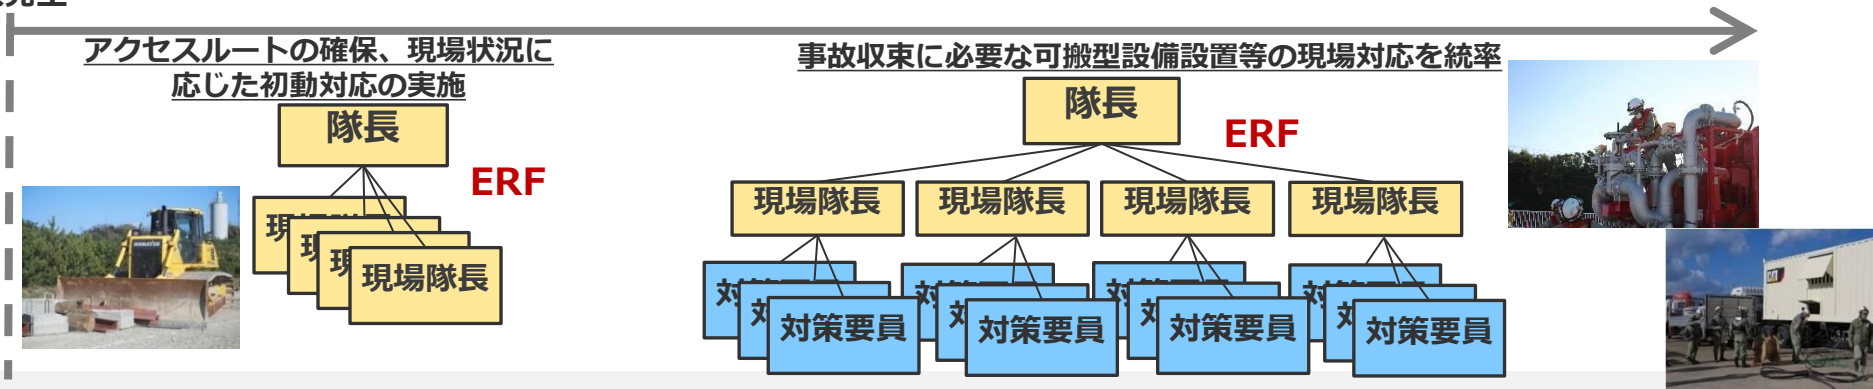 アクセスルートの確保、現場状況に
応じた初動対応の実施
隊長
ERF
現場隊長
事故収束に必要な可搬型設備設置等の現場対応を統率
隊長
ERF
現場隊長
現場隊長
現場隊長
現場隊長
対策要員
対策要員
対策要員
対策要員